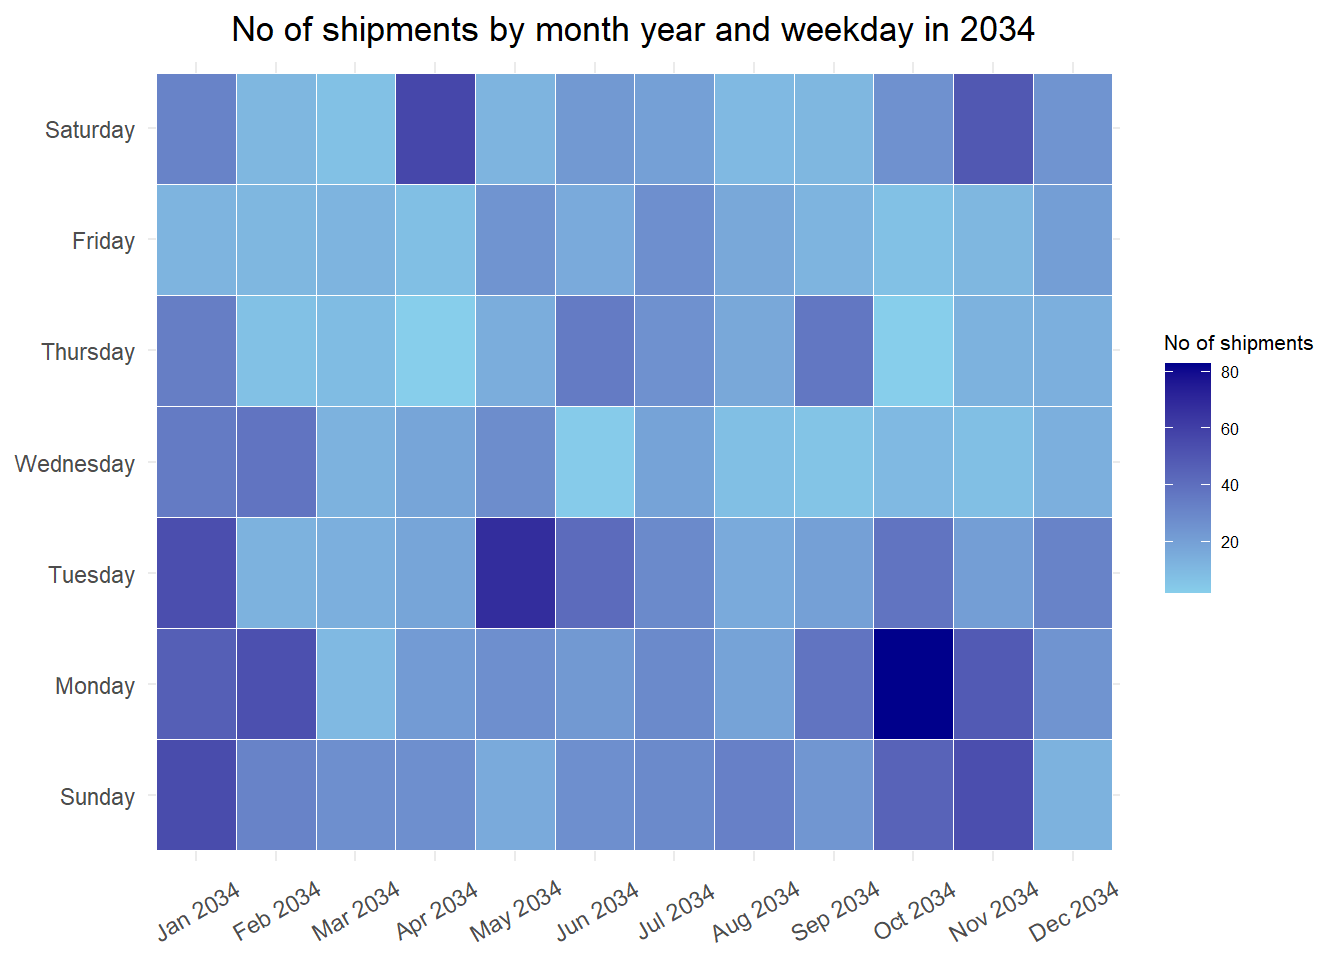 No of shipments by month year and weekday in 2034
Saturday
Friday
Thursday
Wednesday
Tuesday
Monday
Sunday
Jan 2034
Feb 2034
Mar 2034
Apr 2034
May 2034
Jun 2034
Jul 2034
Aug 2034
Sep 2034
Oct 2034
Nov 2034
Dec 2034
No of shipments
80
60
40
20